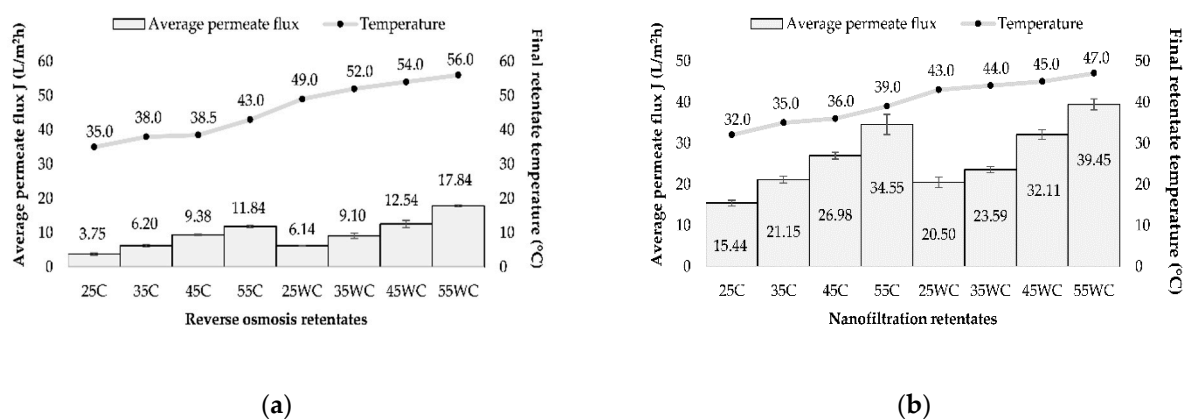 Average permeate flux Temperature
Average permeate flux J (L/m²h)
60
50
40
30
20
10
0
35.0 38.0 38.5 43.0 49.0 52.0 54.0 56.0
3.75 6.20 9.38 11.84 6.14 9.10 12.54 17.84
60
50
40
30
20
10
0
Final retentate temperature (°C)
25C 35C 45C 55C 25WC 35WC 45WC 55WC
Reverse osmosis retentates
(a)
Average permeate flux Temperature
Average permeate flux J (L/m²h)
50
40
30
20
10
0
32.0 35.0 36.0 39.0 43.0 44.0 45.0 47.0
15.44 21.15 26.98 34.55 20.50 23.59 32.11 39.45
50
40
30
20
10
0
Final retentate temperature (°C)
25C 35C 45C 55C 25WC 35WC 45WC 55WC
Nanofiltration retentates
(b)